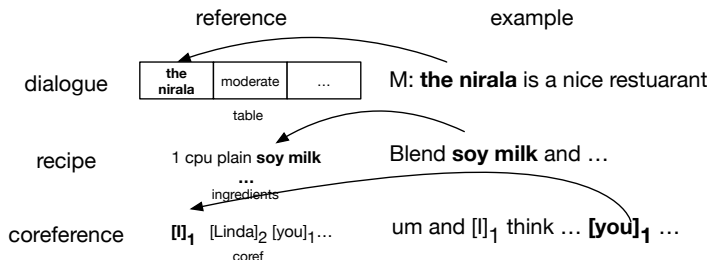 reference example
dialogue the nirala moderate ... M: the nirala is a nice restuarant
table
recipe 1 cpu plain soy milk Blend soy milk and ...
...
ingredients
coreference [I]1 [Linda]2 [you]1... um and [I]1 think ... [you]1 ...
coref